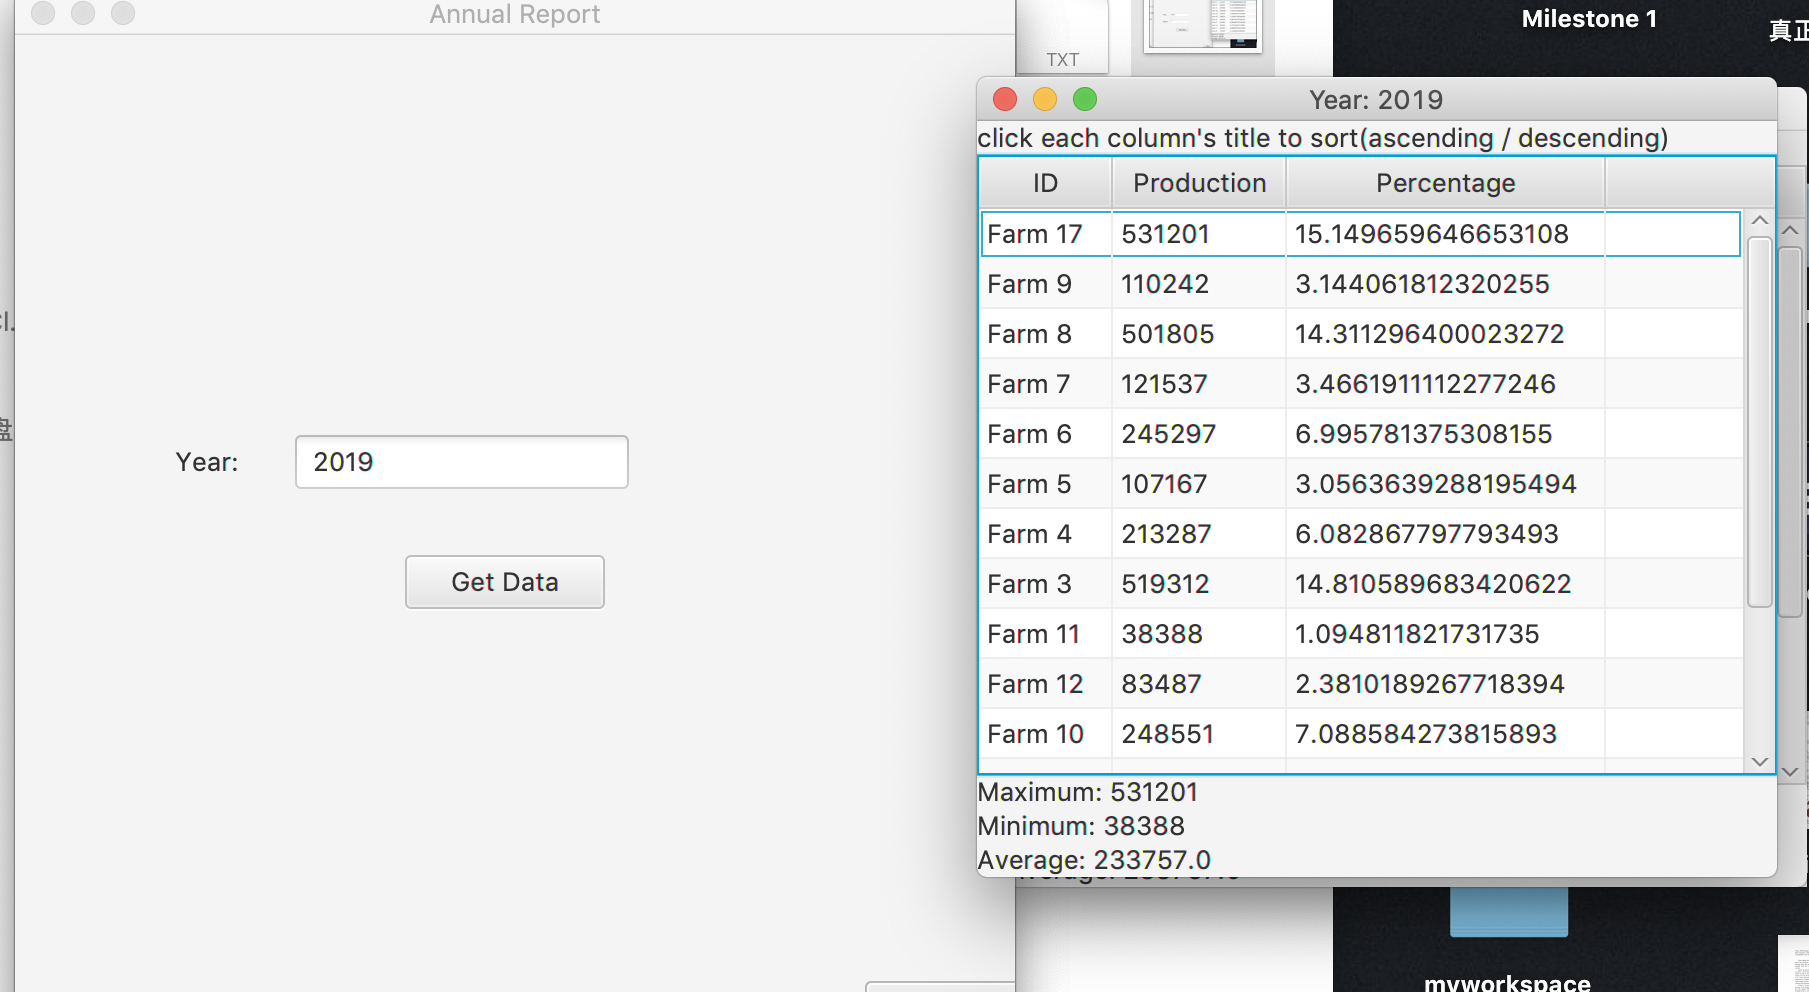 Annual Report
TXT
Milestone 1
真正
Year: 2019
click each column's title to sort(ascending / descending)
ID Production Percentage
Farm 17 531201 15.149659646653108
Farm 9 110242 3.144061812320255
Farm 8 501805 14.311296400023272
Farm 7 121537 3.4661911112277246
Farm 6 245297 6.995781375308155
Farm 5 107167 3.0563639288195494
Farm 4 213287 6.082867797793493
Farm 3 519312 14.810589683420622
Farm 11 38388 1.094811821731735
Farm 12 83487 2.3810189267718394
Farm 10 248551 7.088584273815893
Maximum: 531201
Minimum: 38388
Average: 233757.0
盘
Year: 2019
Get Data
myworkspace